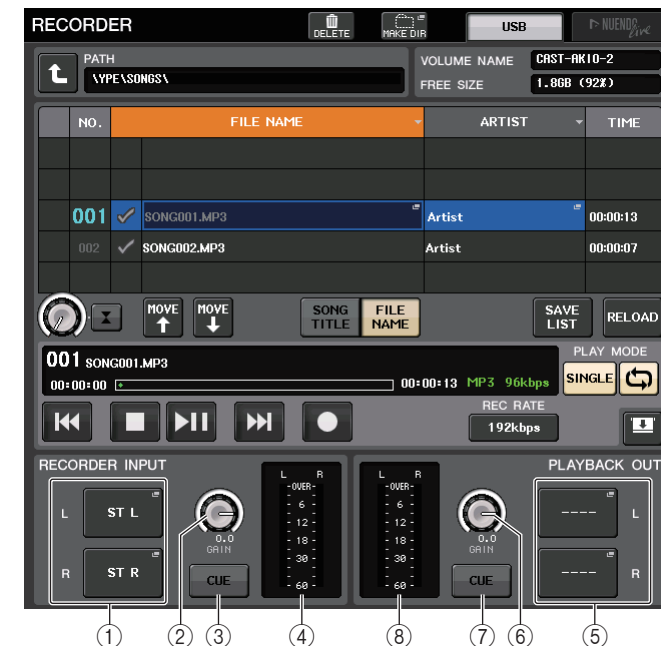 RECORDER
DELETE
MAKE DIR
USB
NUENDO Live
PATH
\YPE\SONGS\
VOLUME NAME
CAST-AKIO-2
FREE SIZE
1.8GB (92%)
NO.
FILE NAME
ARTIST
TIME
001
SONG001.MP3
Artist
00:00:13
002
SONG002.MP3
Artist
00:00:07
MOVE
MOVE
SONG TITLE
FILE NAME
SAVE LIST
RELOAD
001 SONG001.MP3
00:00:00
00:00:13 MP3 96kbps
PLAY MODE
SINGLE
REC RATE
192kbps
RECORDER INPUT
PLAYBACK OUT
L
ST L
R
ST R
0.0
GAIN
CUE
L R
-OVER-
- 6 -
- 12 -
- 18 -
- 30 -
- 60 -
L R
-OVER-
- 6 -
- 12 -
- 18 -
- 30 -
- 60 -
0.0
GAIN
CUE
----
L
----
R
① ② ③ ④ ⑧ ⑦ ⑥ ⑤